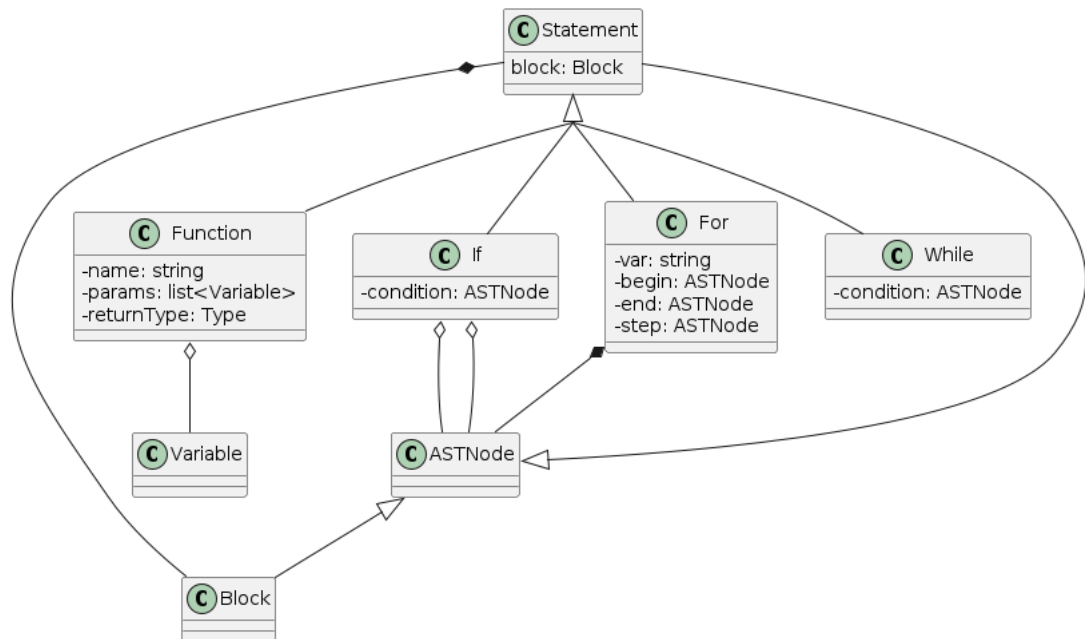 C Statement
block: Block
C Function
-name: string
-params: list<Variable>
-returnType: Type
C If
-condition: ASTNode
C For
-var: string
-begin: ASTNode
-end: ASTNode
-step: ASTNode
C While
-condition: ASTNode
C Variable
C ASTNode
C Block